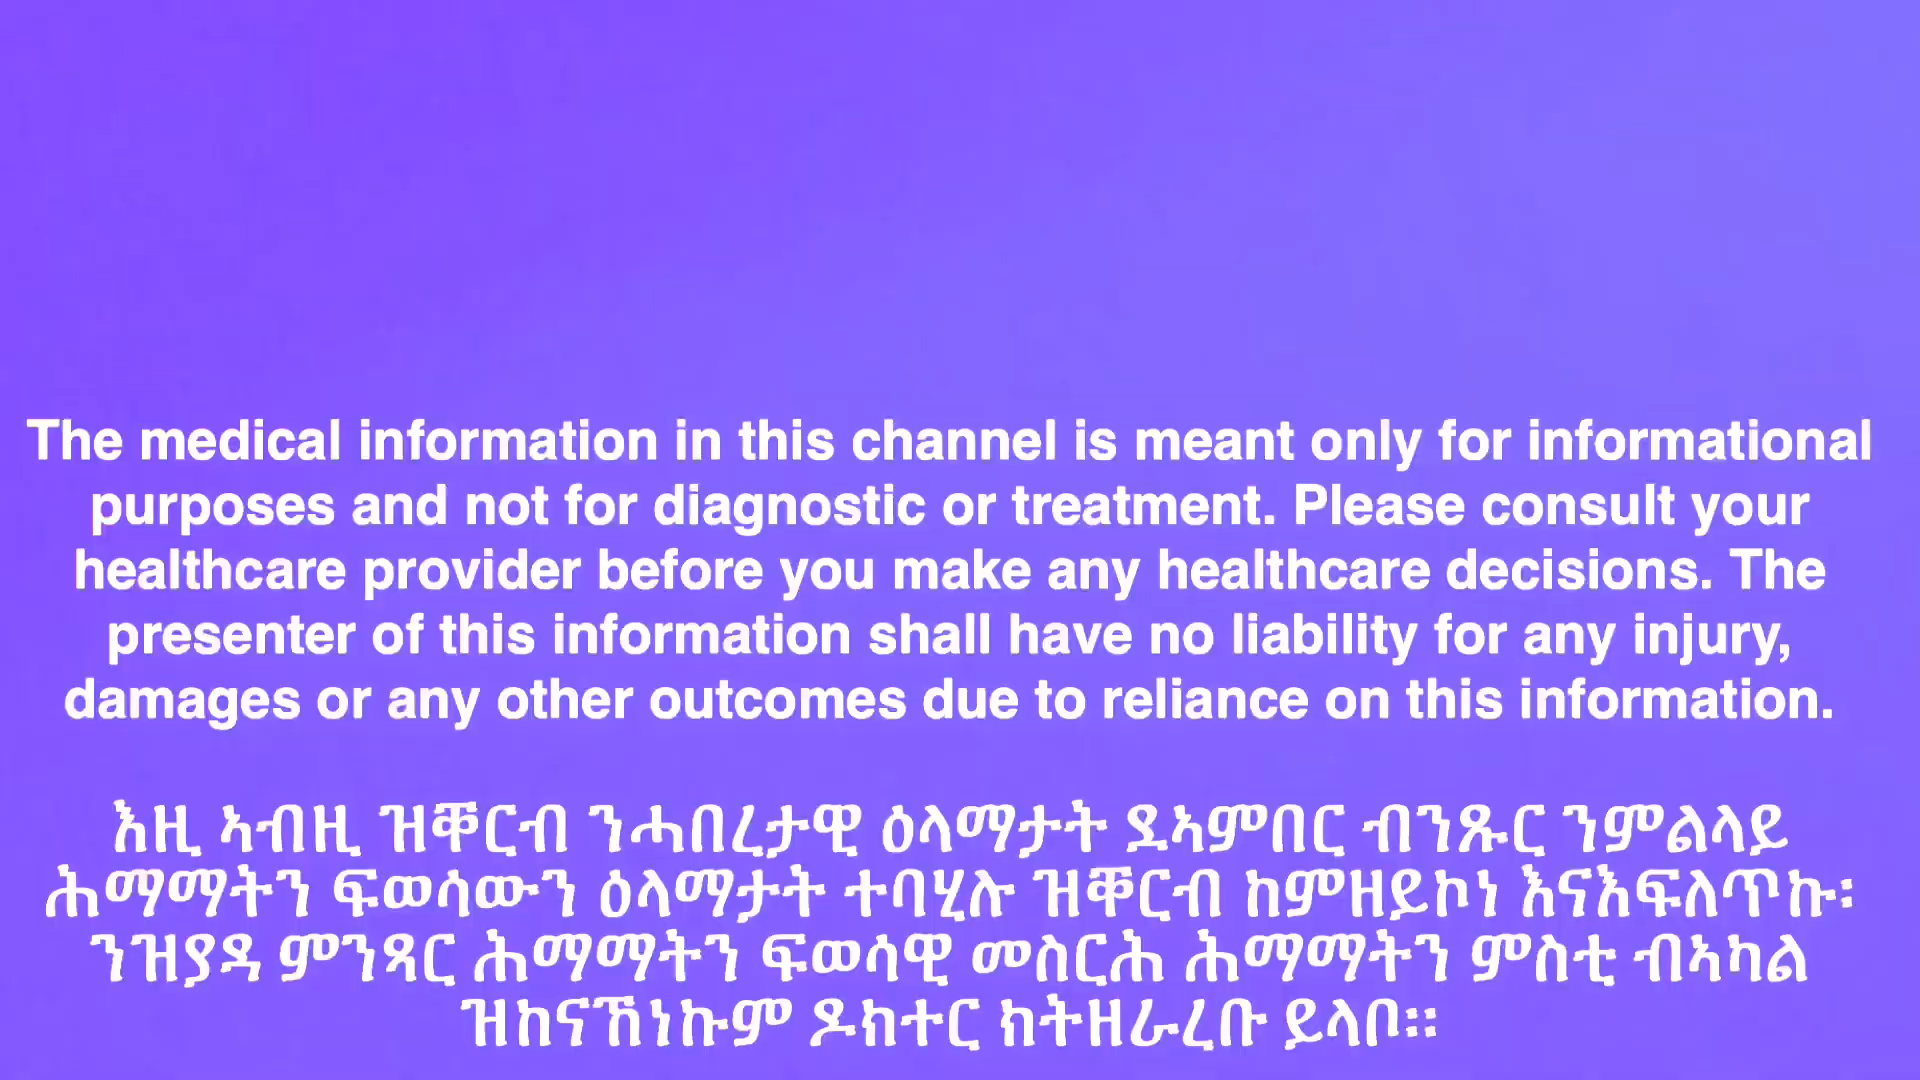 The medical information in this channel is meant only for informational
purposes and not for diagnostic or treatment. Please consult your
healthcare provider before you make any healthcare decisions. The
presenter of this information shall have no liability for any injury,
damages or any other outcomes due to reliance on this information.
እዚ ኣብዚ ዝቐርብ ንሓበረታዊ ዕላማታት ደኣምበር ብንጹር ንምልላይ
ሕማማትን ፍወሳውን ዕላማታት ተባሂሉ ዝቐርብ ከምዘይኮነ እናእፍለጥኩ፡
ንዝያዳ ምንጻር ሕማማትን ፍወሳዊ መስርሕ ሕማማትን ምስቲ ብኣካል
ዝከናኸነኩም ዶክተር ክትዘራረቡ ይላቦ።